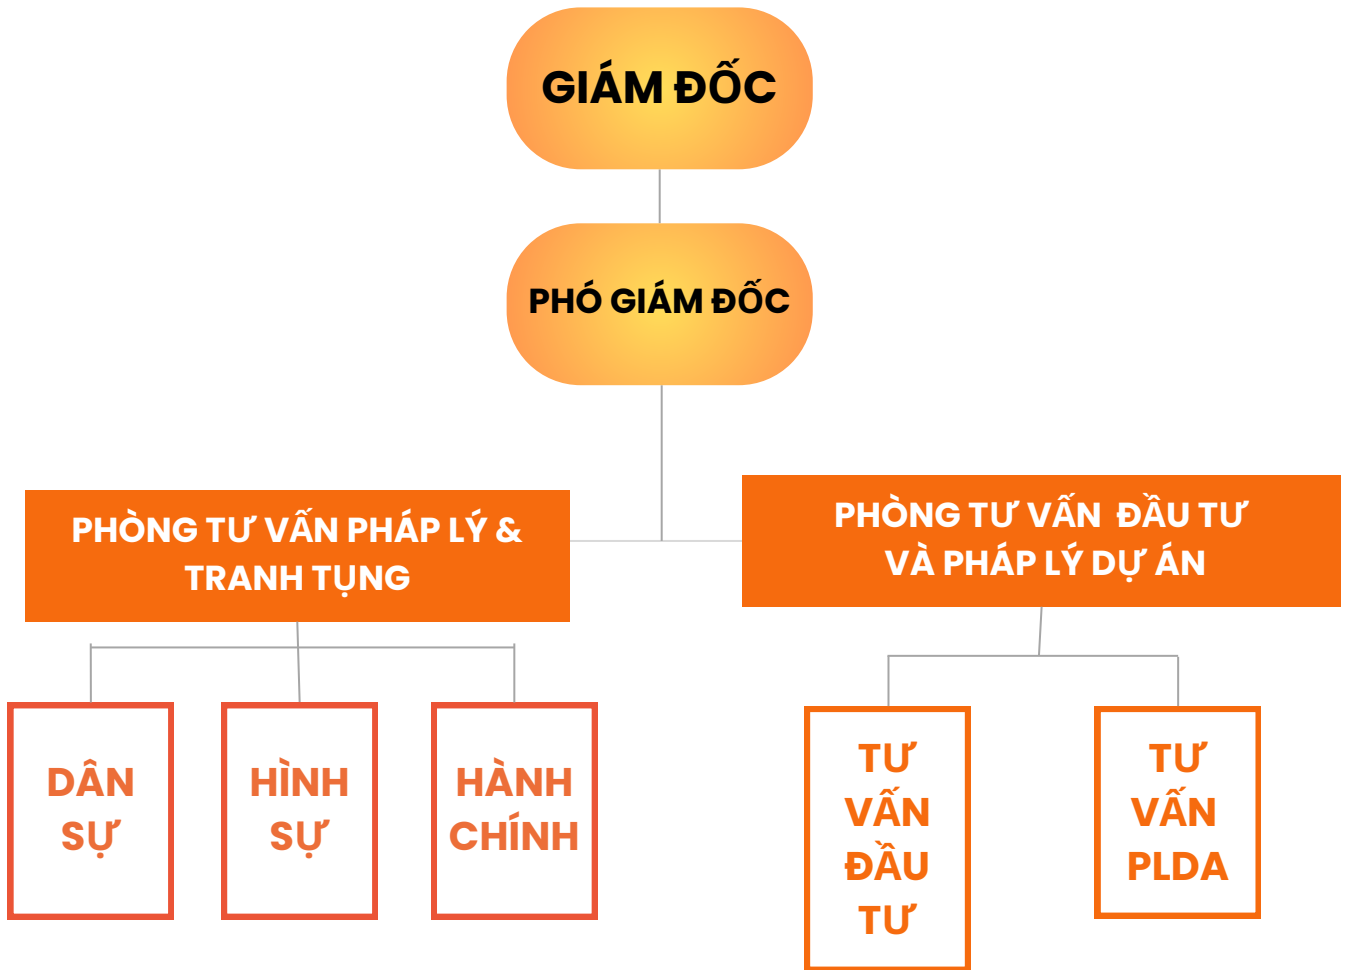 GIÁM ĐỐC
PHÓ GIÁM ĐỐC
PHÒNG TƯ VẤN PHÁP LÝ &
TRANH TỤNG
PHÒNG TƯ VẤN ĐẦU TƯ
VÀ PHÁP LÝ DỰ ÁN
DÂN
SỰ
HÌNH
SỰ
HÀNH
CHÍNH
TƯ
VẤN
ĐẦU
TƯ
TƯ
VẤN
PLDA